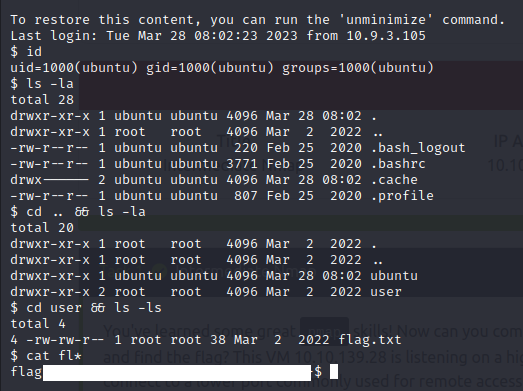 To restore this content, you can run the 'unminimize' command.
Last login: Tue Mar 28 08:02:23 2023 from 10.9.3.105
$ id
uid=1000(ubuntu) gid=1000(ubuntu) groups=1000(ubuntu)
$ ls -la
total 28
drwxr-xr-x 1 ubuntu ubuntu 4096 Mar 28 08:02 .
drwxr-xr-x 1 root   root   4096 Mar  2  2022 ..
-rw-r--r-- 1 ubuntu ubuntu  220 Feb 25  2020 .bash_logout
-rw-r--r-- 1 ubuntu ubuntu 3771 Feb 25  2020 .bashrc
drwx------ 2 ubuntu ubuntu 4096 Mar 28 08:02 .cache
-rw-r--r-- 1 ubuntu ubuntu  807 Feb 25  2020 .profile
$ cd .. && ls -la
total 20
drwxr-xr-x 1 root   root   4096 Mar  2  2022 .
drwxr-xr-x 1 root   root   4096 Mar  2  2022 ..
drwxr-xr-x 1 ubuntu ubuntu 4096 Mar 28 08:02 ubuntu
drwxr-xr-x 2 root   root   4096 Mar  2  2022 user
$ cd user && ls -ls
total 4
4 -rw-rw-r-- 1 root root 38 Mar  2  2022 flag.txt
$ cat fl*
flag $